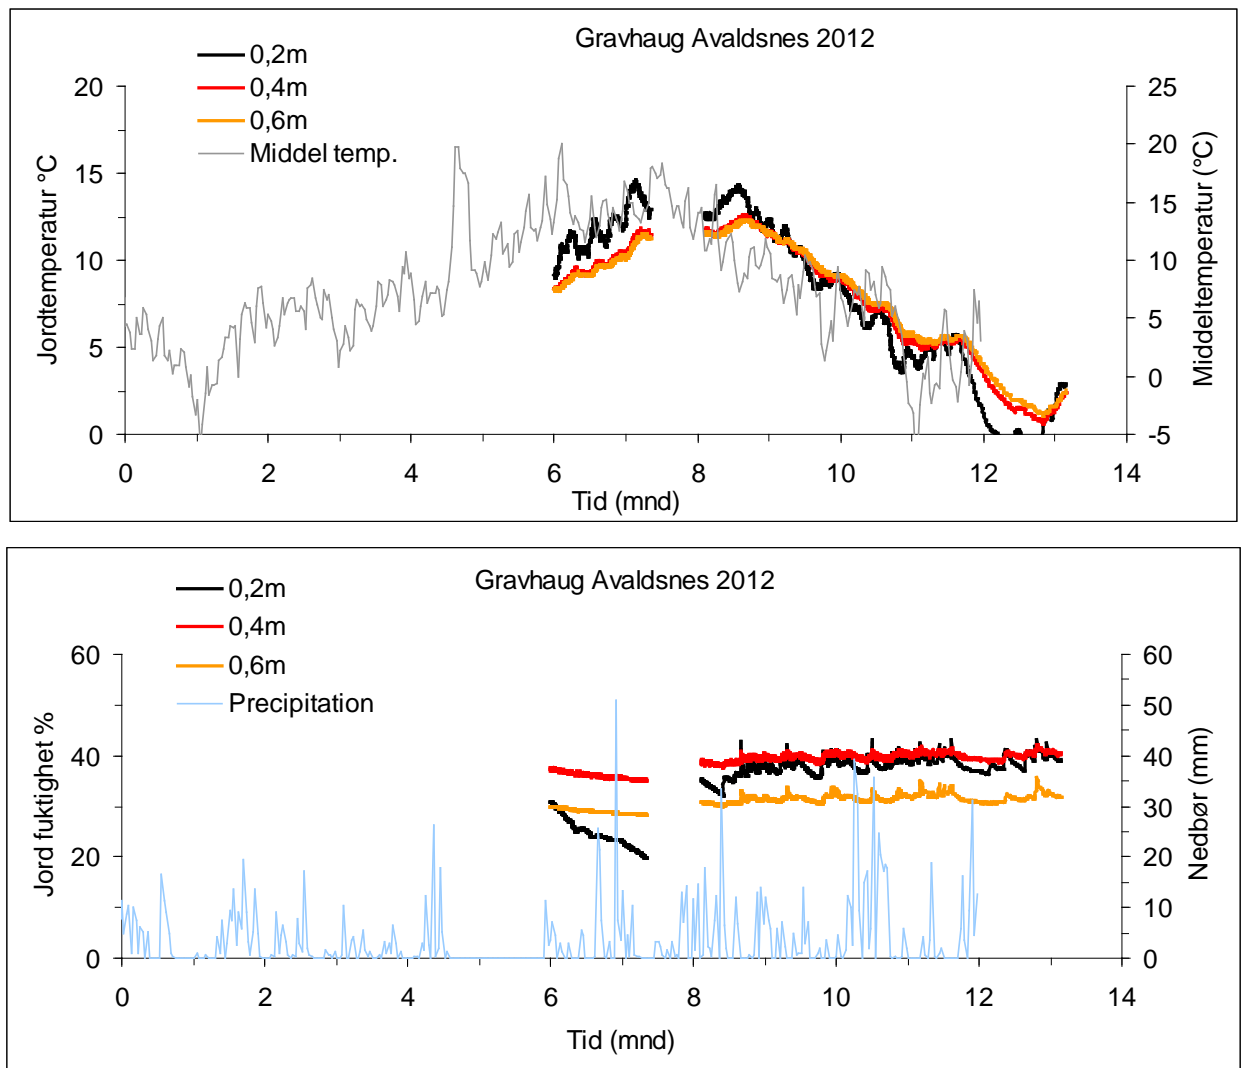 Gravhaug Avaldsnes 2012
0,2m
0,4m
0,6m
Middel temp.
Jordtemperatur °C
20
15
10
5
0
Middeltemperatur (°C)
25
20
15
10
5
0
-5
0 2 4 6 8 10 12 14
Tid (mnd)
Gravhaug Avaldsnes 2012
0,2m
0,4m
0,6m
Precipitation
Jord fuktighet %
60
40
20
0
Nedbør (mm)
60
50
40
30
20
10
0
0 2 4 6 8 10 12 14
Tid (mnd)